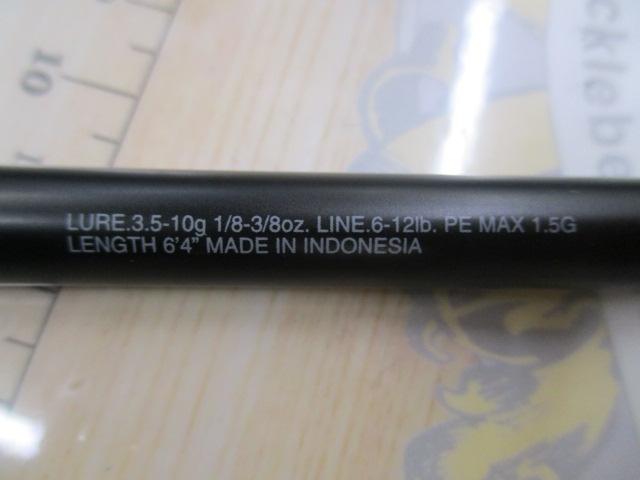 LURE.3.5-10g 1/8-3/8oz. LINE.6-12lb. PE MAX 1.5G
LENGTH 6'4" MADE IN INDONESIA
10